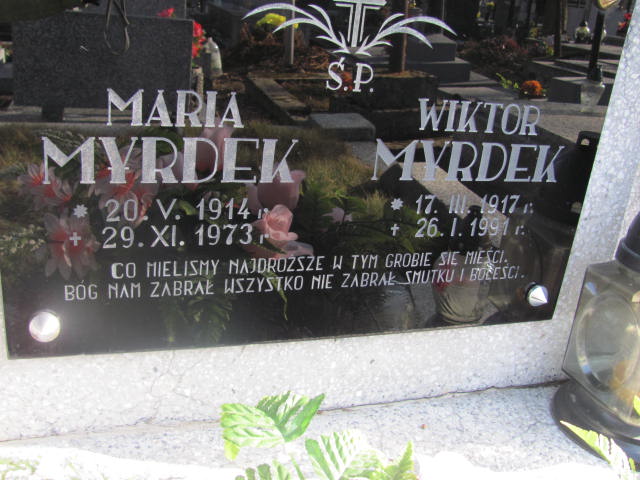 Ś.P.
MARIA WIKTOR
MYRDEK MYRDEK
* 20. V. 1914 r. * 17. III. 1917 r.
+ 29. XI. 1973 r. + 26. I. 1991 r.
CO MIELIŚMY NAJDROŻSZE W TYM GROBIE SIĘ MIEŚCI.
BÓG NAM ZABRAŁ WSZYSTKO NIE ZABRAŁ SMUTKU I BOLEŚCI.